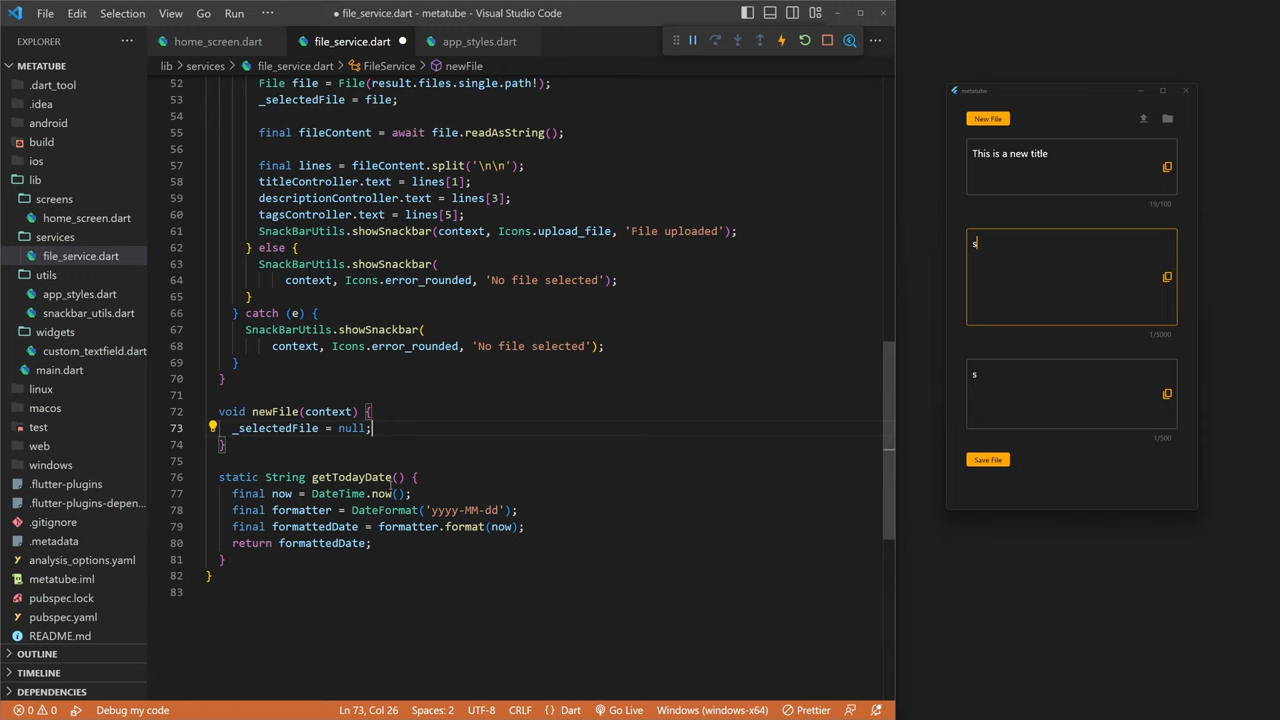 File Edit Selection View Go Run ··· ● file_service.dart - metatube - Visual Studio Code
EXPLORER ···
home_screen.dart file_service.dart ● app_styles.dart
METATUBE
.dart_tool
.idea
android
build
ios
lib
screens
home_screen.dart
services
file_service.dart
utils
app_styles.dart
snackbar_utils.dart
widgets
custom_textfield.dart
main.dart
linux
macos
test
web
windows
.flutter-plugins
.flutter-plugins-depen...
.gitignore
.metadata
analysis_options.yaml
metatube.iml
pubspec.lock
pubspec.yaml
README.md
OUTLINE
TIMELINE
DEPENDENCIES
lib > services > file_service.dart > FileService > newFile
52 File file = File(result.files.single.path!);
53 _selectedFile = file;
54
55 final fileContent = await file.readAsString();
56
57 final lines = fileContent.split('\n\n');
58 titleController.text = lines[1];
59 descriptionController.text = lines[3];
60 tagsController.text = lines[5];
61 SnackBarUtils.showSnackbar(context, Icons.upload_file, 'File uploaded');
62 } else {
63 SnackBarUtils.showSnackbar(
64 context, Icons.error_rounded, 'No file selected');
65 }
66 } catch (e) {
67 SnackBarUtils.showSnackbar(
68 context, Icons.error_rounded, 'No file selected');
69 }
70 }
71
72 void newFile(context) {
73 _selectedFile = null;
74 }
75
76 static String getTodayDate() {
77 final now = DateTime.now();
78 final formatter = DateFormat('yyyy-MM-dd');
79 final formattedDate = formatter.format(now);
80 return formattedDate;
81 }
82 }
83
metatube
New File
This is a new title
19/100
s
1/5000
s
1/500
Save File
0 0 Debug my code Ln 73, Col 26 Spaces: 2 UTF-8 CRLF {} Dart Go Live Windows (windows-x64) Prettier